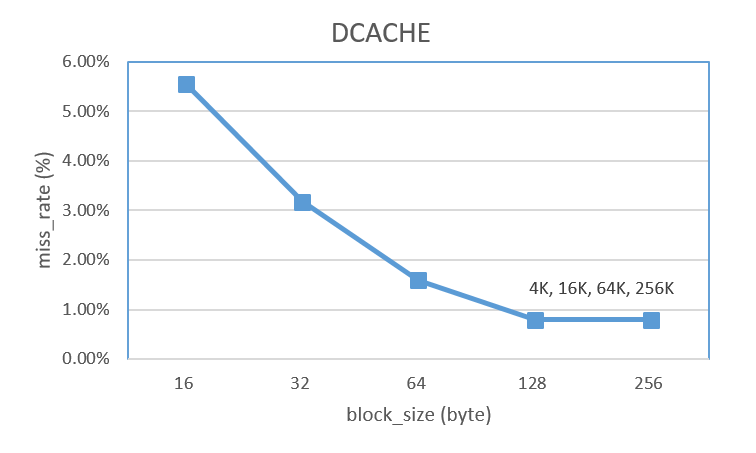 DCACHE
6.00%
5.00%
4.00%
3.00%
2.00%
1.00%
0.00%
miss_rate (%)
4K, 16K, 64K, 256K
16 32 64 128 256
block_size (byte)